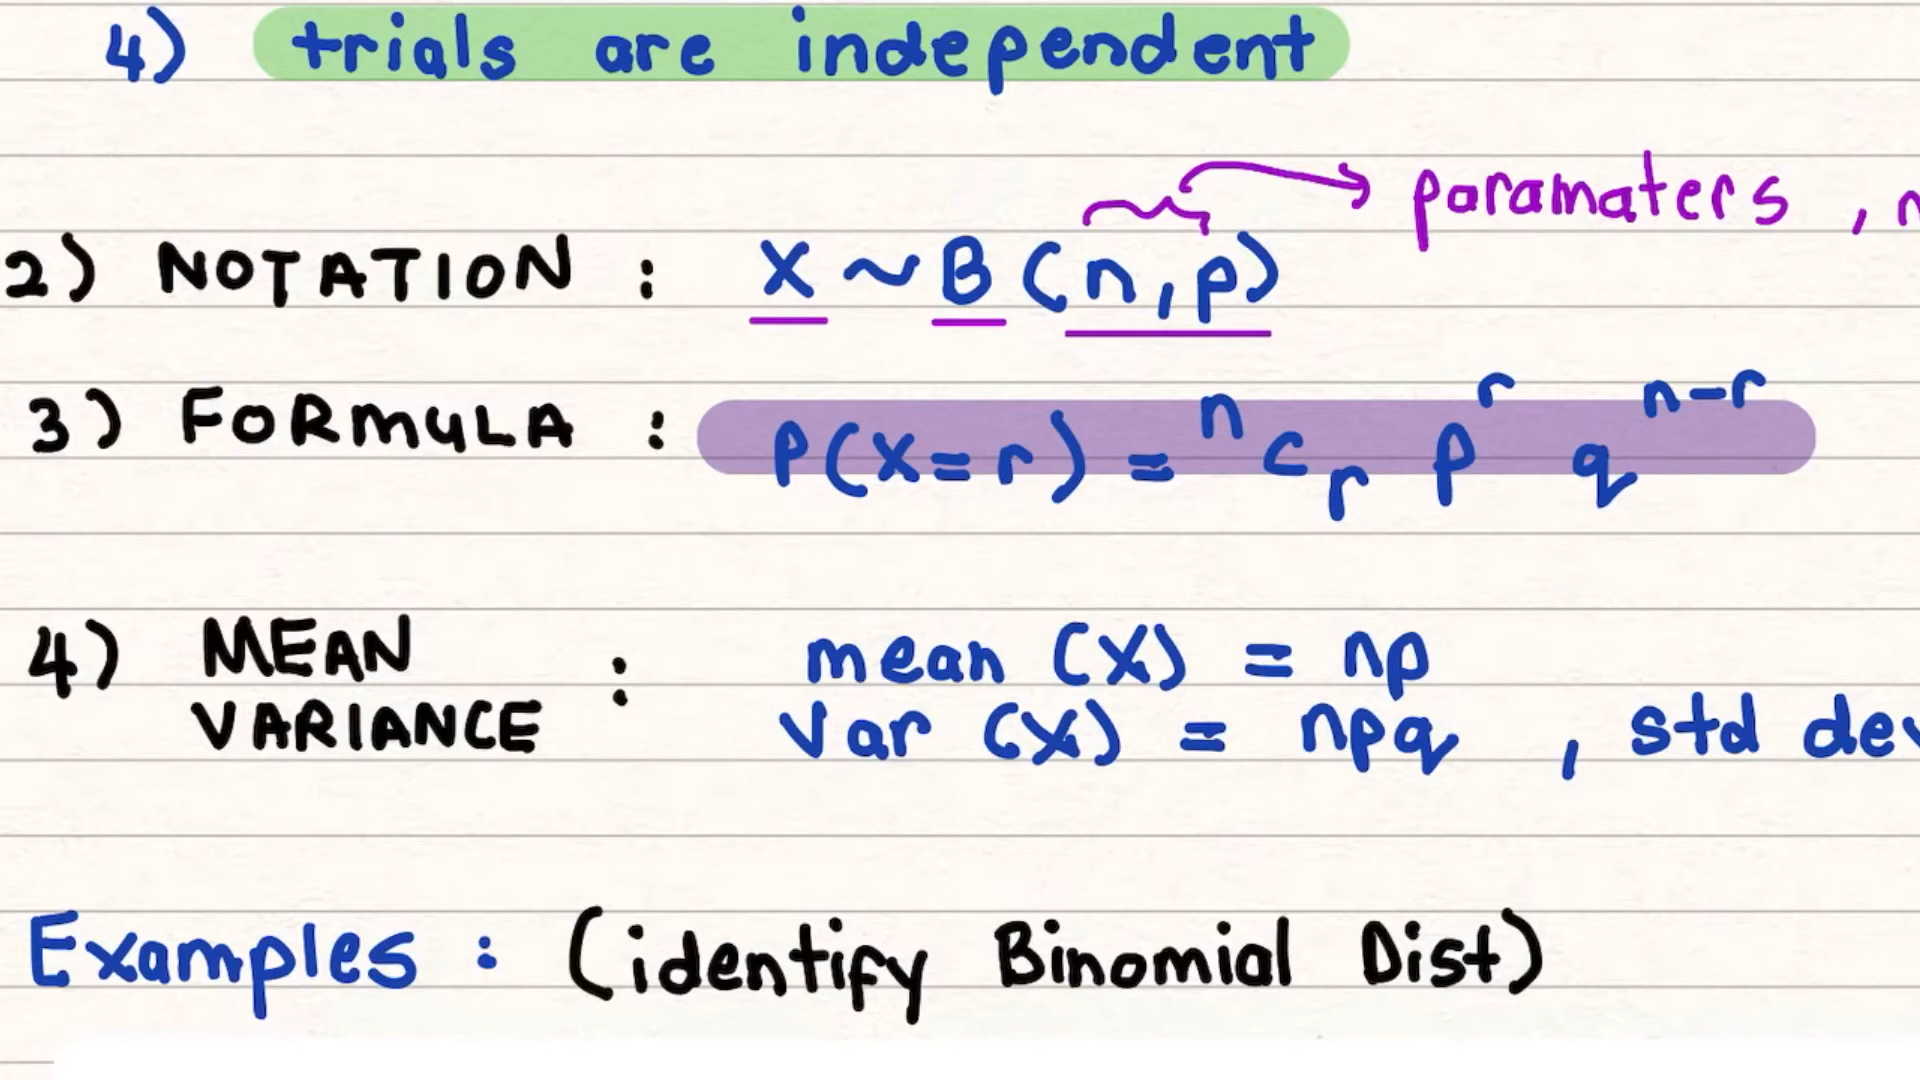 4) trials are independent
paramaters ,
2) NOTATION : X ~ B (n,p)
3) FORMULA : P(X=r) = ⁿCᵣ pʳ qⁿ⁻ʳ
4) MEAN : mean (X) = np
VARIANCE Var (X) = npq , std dev
Examples : (identify Binomial Dist)